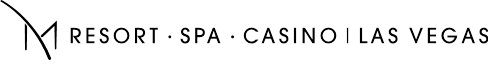 M RESORT · SPA · CASINO | LAS VEGAS